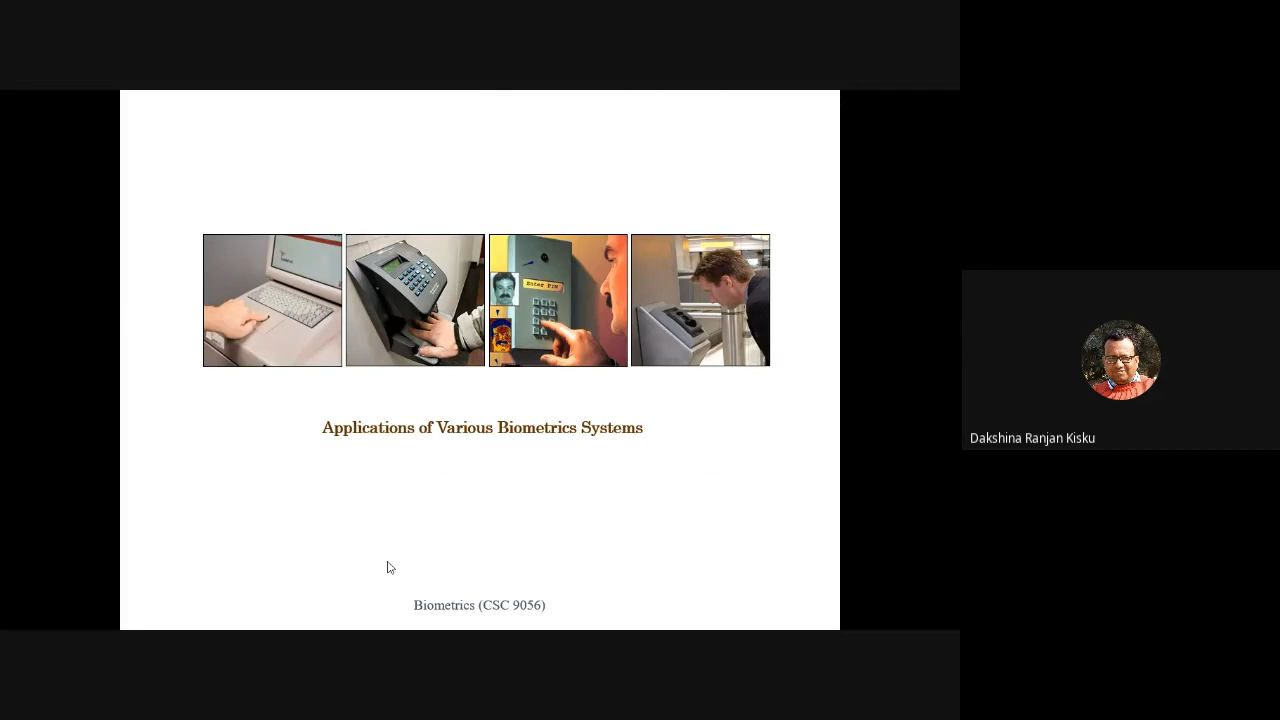 Enter PIN
Applications of Various Biometrics Systems
Biometrics (CSC 9056)
Dakshina Ranjan Kisku